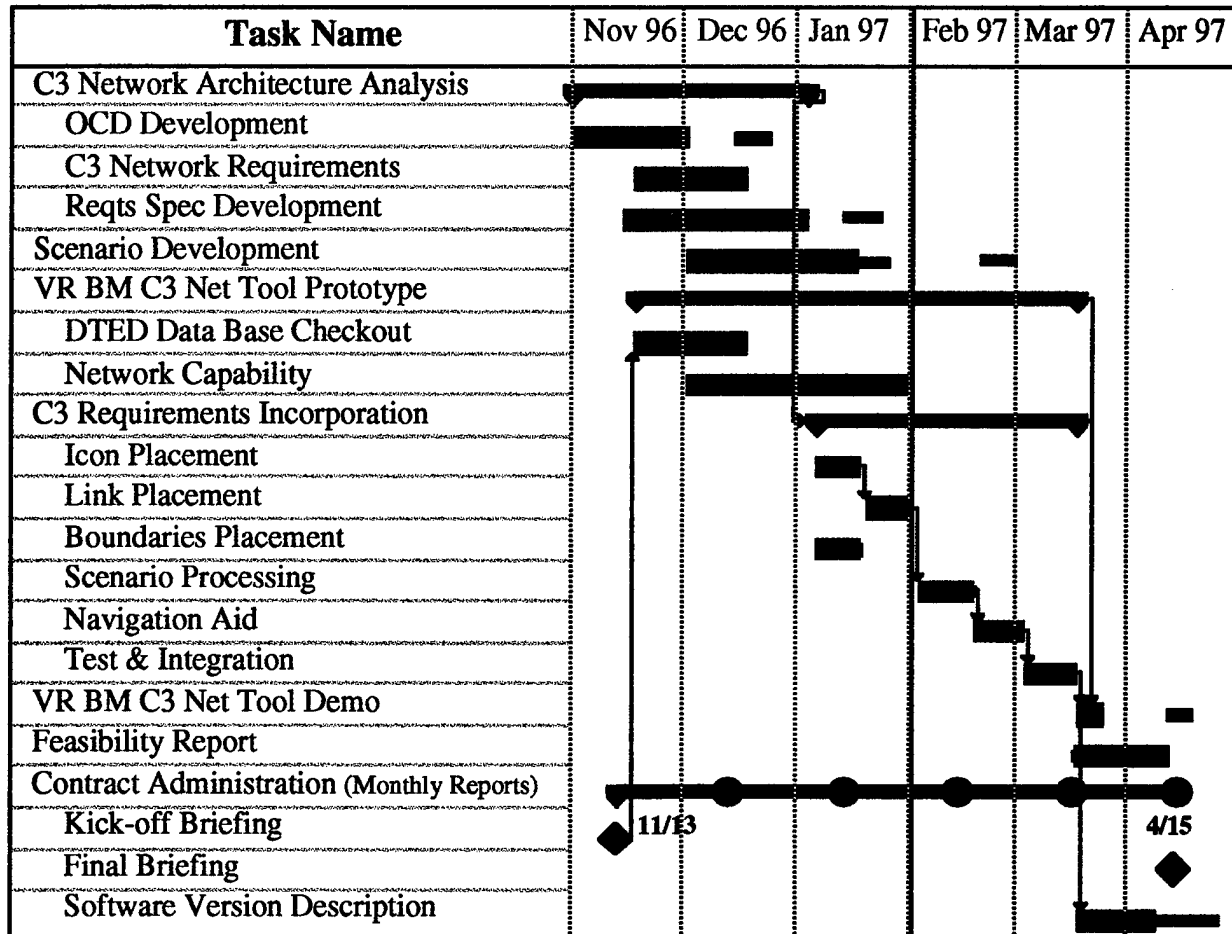 Task Name Nov 96 Dec 96 Jan 97 Feb 97 Mar 97 Apr 97
C3 Network Architecture Analysis
OCD Development
C3 Network Requirements
Reqts Spec Development
Scenario Development
VR BM C3 Net Tool Prototype
DTED Data Base Checkout
Network Capability
C3 Requirements Incorporation
Icon Placement
Link Placement
Boundaries Placement
Scenario Processing
Navigation Aid
Test & Integration
VR BM C3 Net Tool Demo
Feasibility Report
Contract Administration (Monthly Reports)
Kick-off Briefing 11/13 4/15
Final Briefing
Software Version Description